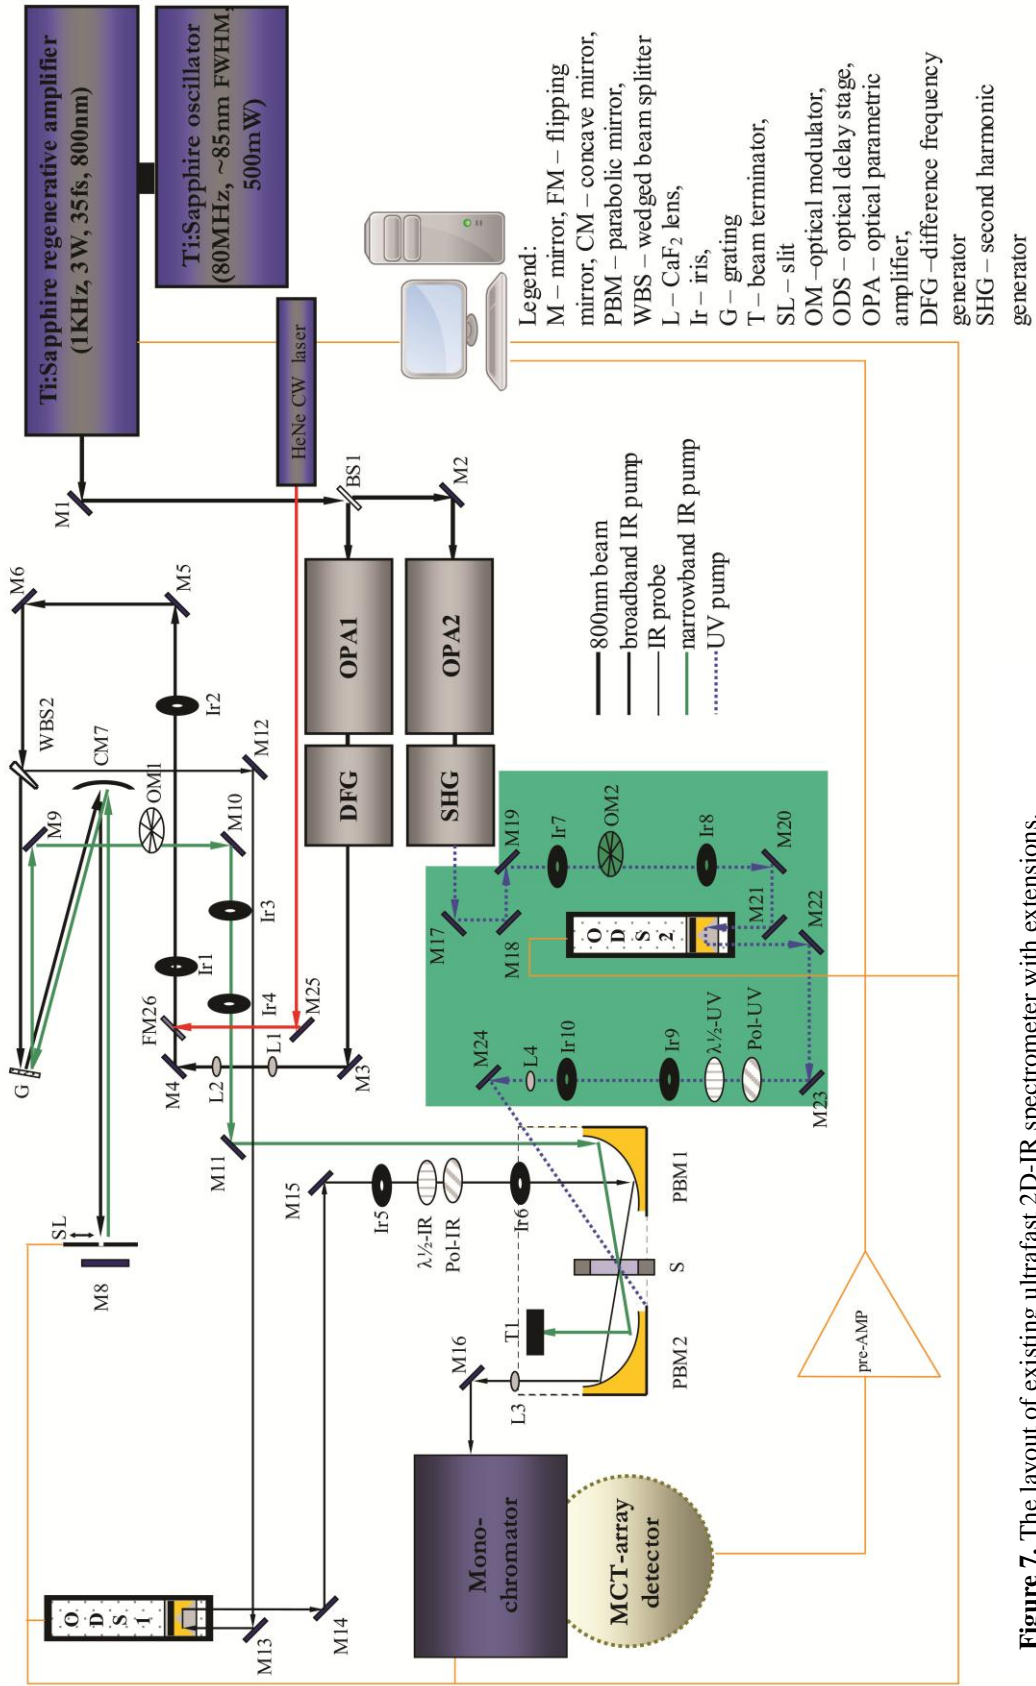 Ti:Sapphire regenerative amplifier
(1KHz, 3W, 35fs, 800nm)
Ti:Sapphire oscillator
(80MHz, ~85nm FWHM,
500mW)
HeNe CW laser
M1
BS1
M2
OPA1
OPA2
DFG
SHG
M6
M5
WBS2
Ir2
CM7
M12
OM1
M9
M10
Ir3
Ir1
Ir4
FM26
M25
G
M4
L2
L1
M3
M11
SL
M8
M15
Ir5
λ½-IR
Pol-IR
Ir6
PBM1
S
T1
PBM2
M16
L3
M13
M14
O
D
S
1
Mono-
chromator
MCT-array
detector
pre-AMP
M17
M18
M19
Ir7
OM2
Ir8
M20
M21
M22
O
D
S
2
M24
L4
Ir10
Ir9
λ½-UV
Pol-UV
M23
800nm beam
broadband IR pump
IR probe
narrowband IR pump
UV pump
Legend:
M – mirror, FM – flipping
mirror, CM – concave mirror,
PBM – parabolic mirror,
WBS – wedged beam splitter
L – CaF₂ lens,
Ir – iris,
G – grating
T – beam terminator,
SL – slit
OM –optical modulator,
ODS – optical delay stage,
OPA – optical parametric
amplifier,
DFG –difference frequency
generator
SHG – second harmonic
generator
Figure 7. The layout of existing ultrafast 2D-IR spectrometer with extensions.